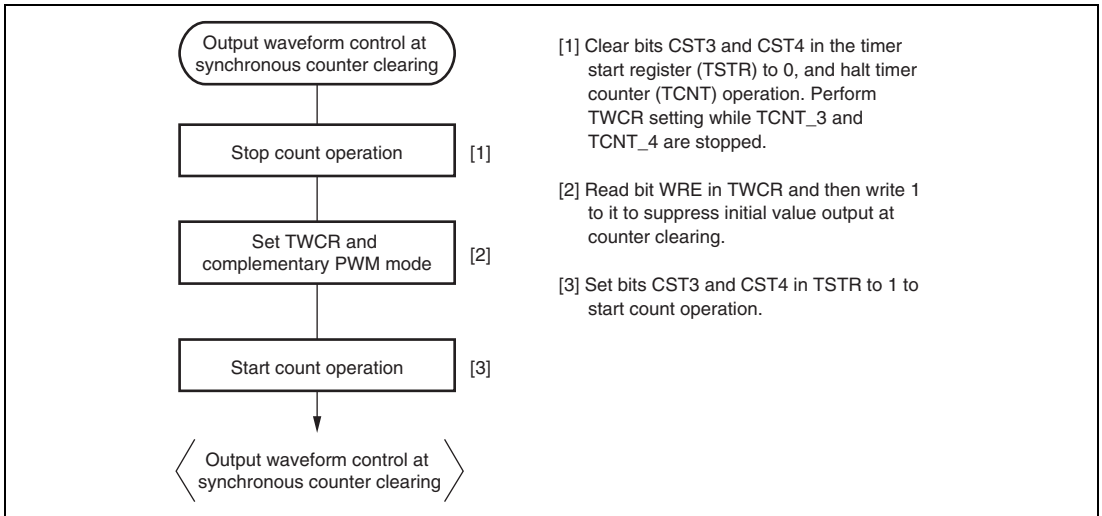 Output waveform control at
synchronous counter clearing
Stop count operation
[1]
Set TWCR and
complementary PWM mode
[2]
Start count operation
[3]
Output waveform control at
synchronous counter clearing
[1] Clear bits CST3 and CST4 in the timer
start register (TSTR) to 0, and halt timer
counter (TCNT) operation. Perform
TWCR setting while TCNT_3 and
TCNT_4 are stopped.
[2] Read bit WRE in TWCR and then write 1
to it to suppress initial value output at
counter clearing.
[3] Set bits CST3 and CST4 in TSTR to 1 to
start count operation.